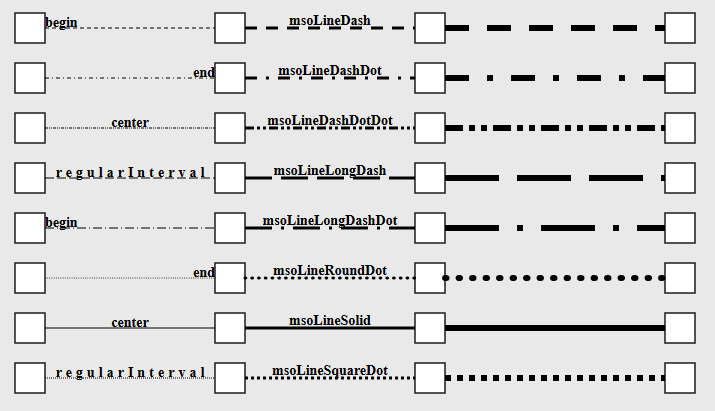 begin msoLineDash
end msoLineDashDot
center msoLineDashDotDot
regularInterval msoLineLongDash
begin msoLineLongDashDot
end msoLineRoundDot
center msoLineSolid
regularInterval msoLineSquareDot